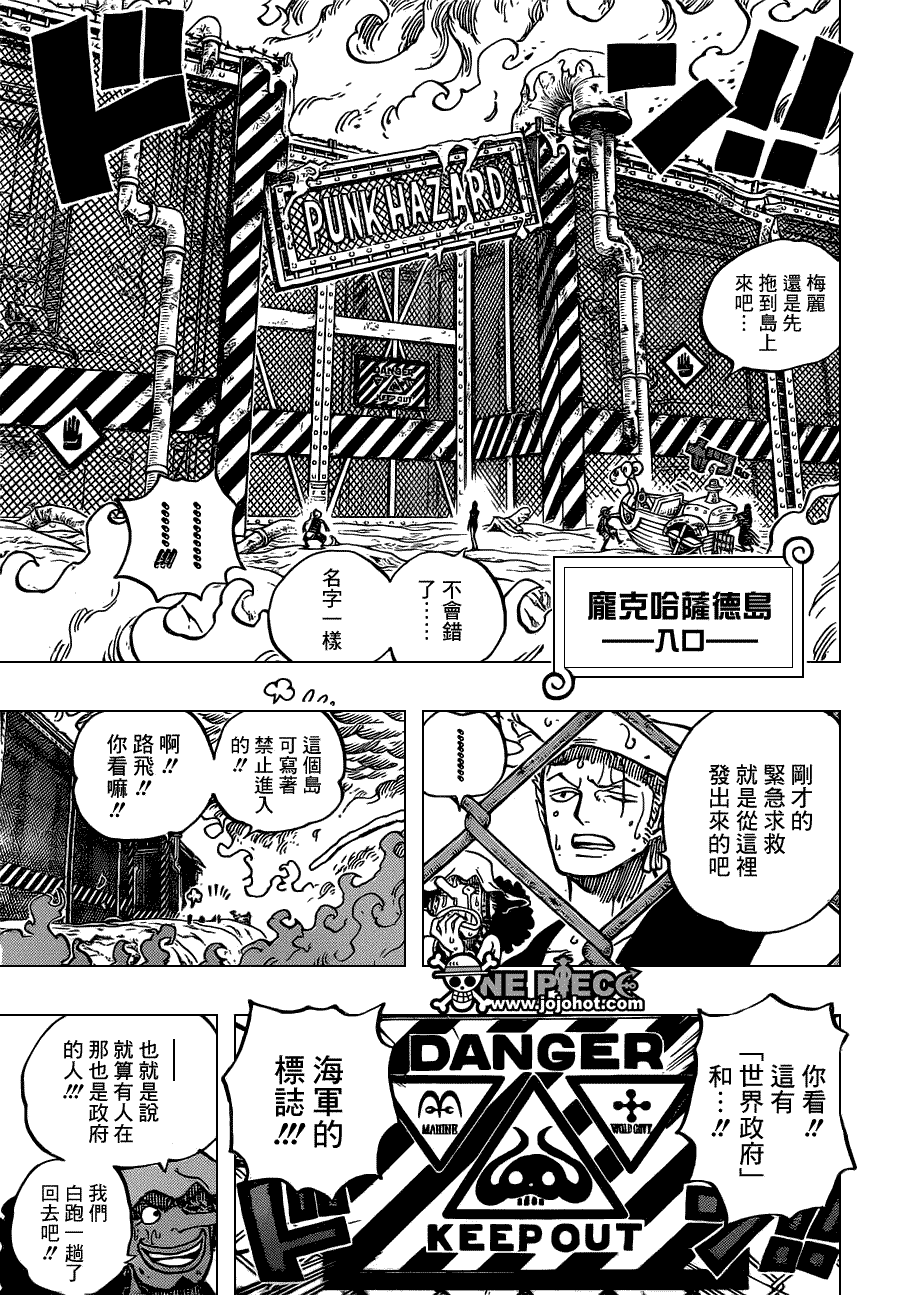 ドン!!
PUNK HAZARD
梅麗
還是先
拖到島上
來吧…
DANGER
KEEP OUT
不會錯
了……
名字一樣
龐克哈薩德島
——入口——
剛才的
緊急求救
就是從這裡
發出來的吧
這個島
可寫著
禁止進入
的!!
啊!!
路飛!!
你看嘛!!
ONE PIECE
www.jojohot.com
你看!!
這有
「世界政府」
和…!!
海軍的
標誌!!!
DANGER
MARINE
WOLD GOVT.
KEEP OUT
ドン!!
——
也就是說
就算有人在
那也是政府
的人!!!
我們
白跑一趟了
回去吧!!